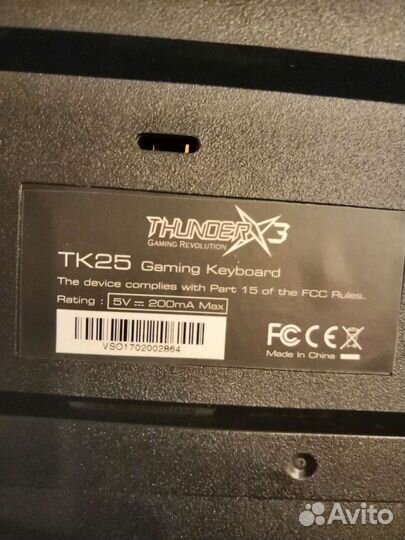 THUNDERX3
GAMING REVOLUTION
TK25 Gaming Keyboard
The device complies with Part 15 of the FCC Rules.
Rating : 5V 200mA Max
VSO1702002864
FC CE
Made In China
Avito